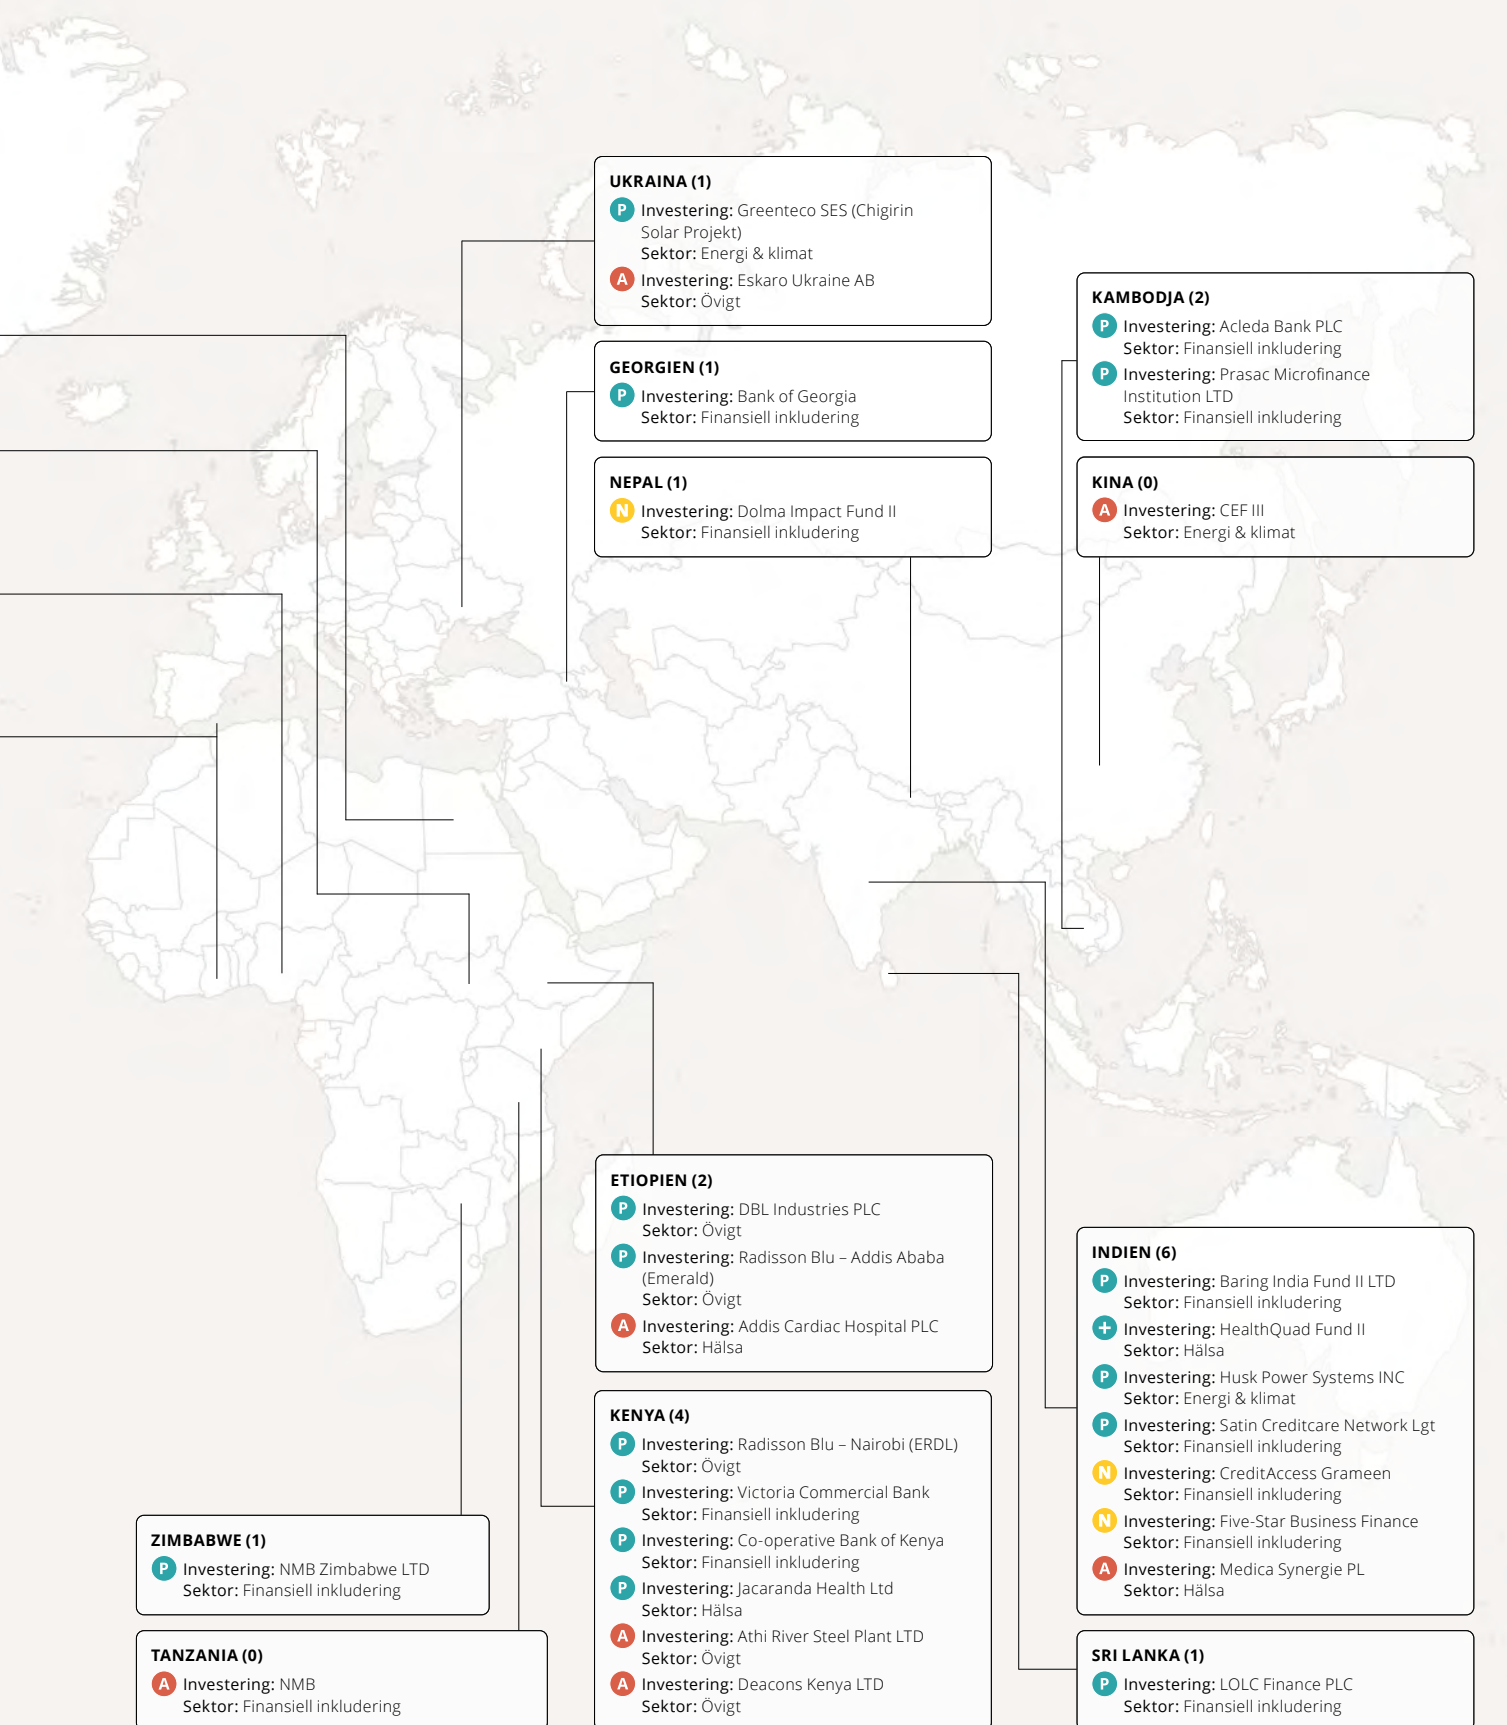 UKRAINA (1)
P Investering: Greenteco SES (Chigirin
Solar Projekt)
Sektor: Energi & klimat
A Investering: Eskaro Ukraine AB
Sektor: Övigt
GEORGIEN (1)
P Investering: Bank of Georgia
Sektor: Finansiell inkludering
NEPAL (1)
N Investering: Dolma Impact Fund II
Sektor: Finansiell inkludering
KAMBODJA (2)
P Investering: Acleda Bank PLC
Sektor: Finansiell inkludering
P Investering: Prasac Microfinance
Institution LTD
Sektor: Finansiell inkludering
KINA (0)
A Investering: CEF III
Sektor: Energi & klimat
ETIOPIEN (2)
P Investering: DBL Industries PLC
Sektor: Övigt
P Investering: Radisson Blu – Addis Ababa
(Emerald)
Sektor: Övigt
A Investering: Addis Cardiac Hospital PLC
Sektor: Hälsa
KENYA (4)
P Investering: Radisson Blu – Nairobi (ERDL)
Sektor: Övigt
P Investering: Victoria Commercial Bank
Sektor: Finansiell inkludering
P Investering: Co-operative Bank of Kenya
Sektor: Finansiell inkludering
P Investering: Jacaranda Health Ltd
Sektor: Hälsa
A Investering: Athi River Steel Plant LTD
Sektor: Övigt
A Investering: Deacons Kenya LTD
Sektor: Övigt
INDIEN (6)
P Investering: Baring India Fund II LTD
Sektor: Finansiell inkludering
+ Investering: HealthQuad Fund II
Sektor: Hälsa
P Investering: Husk Power Systems INC
Sektor: Energi & klimat
P Investering: Satin Creditcare Network Lgt
Sektor: Finansiell inkludering
N Investering: CreditAccess Grameen
Sektor: Finansiell inkludering
N Investering: Five-Star Business Finance
Sektor: Finansiell inkludering
A Investering: Medica Synergie PL
Sektor: Hälsa
ZIMBABWE (1)
P Investering: NMB Zimbabwe LTD
Sektor: Finansiell inkludering
TANZANIA (0)
A Investering: NMB
Sektor: Finansiell inkludering
SRI LANKA (1)
P Investering: LOLC Finance PLC
Sektor: Finansiell inkludering